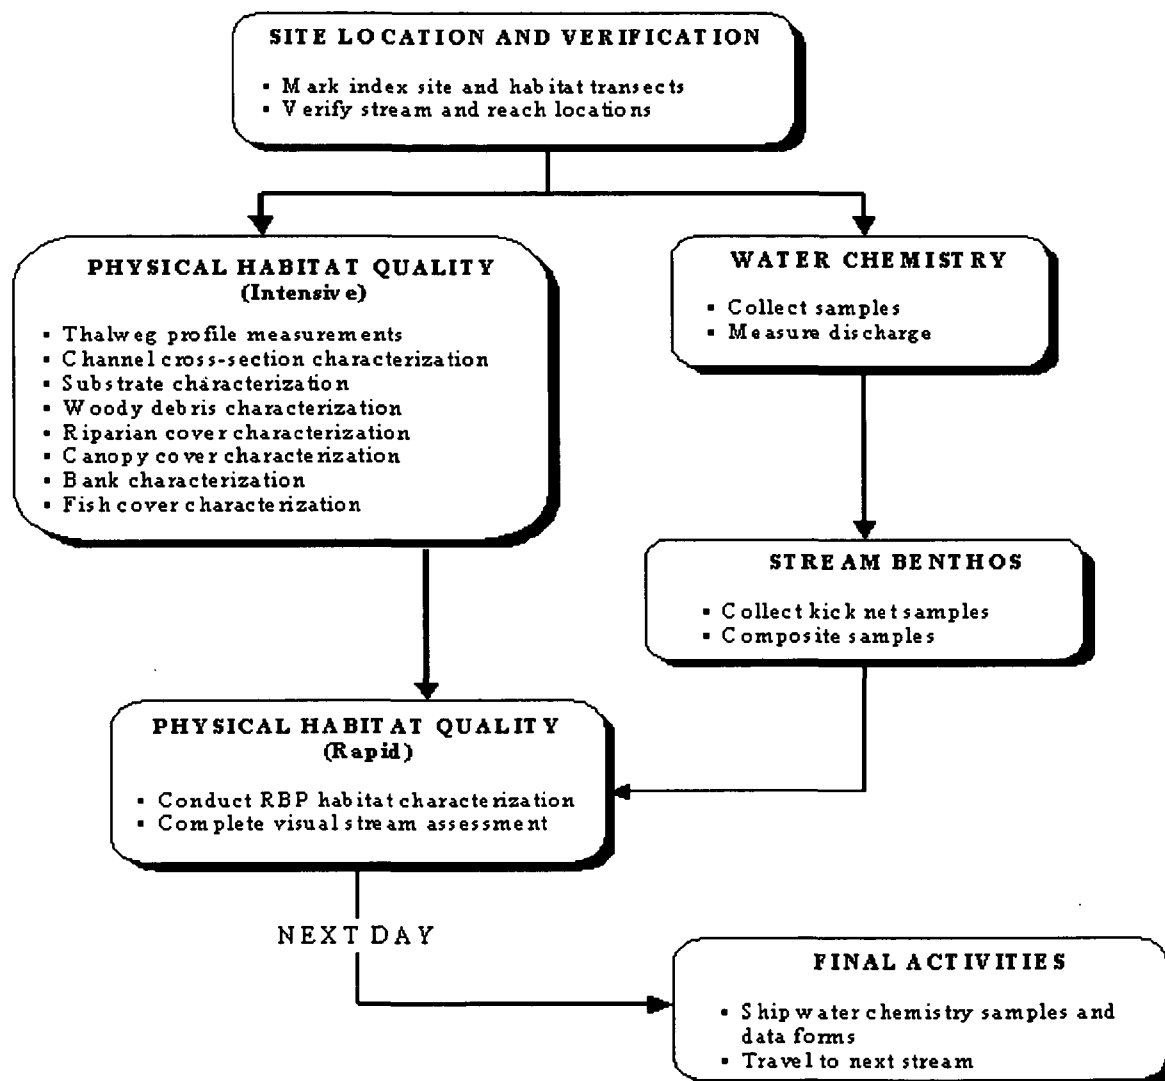 SITE LOCATION AND VERIFICATION
▪ Mark index site and habitat transects
▪ Verify stream and reach locations
PHYSICAL HABITAT QUALITY
(Intensive)
▪ Thalweg profile measurements
▪ Channel cross-section characterization
▪ Substrate characterization
▪ Woody debris characterization
▪ Riparian cover characterization
▪ Canopy cover characterization
▪ Bank characterization
▪ Fish cover characterization
WATER CHEMISTRY
▪ Collect samples
▪ Measure discharge
STREAM BENTHOS
▪ Collect kick net samples
▪ Composite samples
PHYSICAL HABITAT QUALITY
(Rapid)
▪ Conduct RBP habitat characterization
▪ Complete visual stream assessment
NEXT DAY
FINAL ACTIVITIES
▪ Ship water chemistry samples and
data forms
▪ Travel to next stream